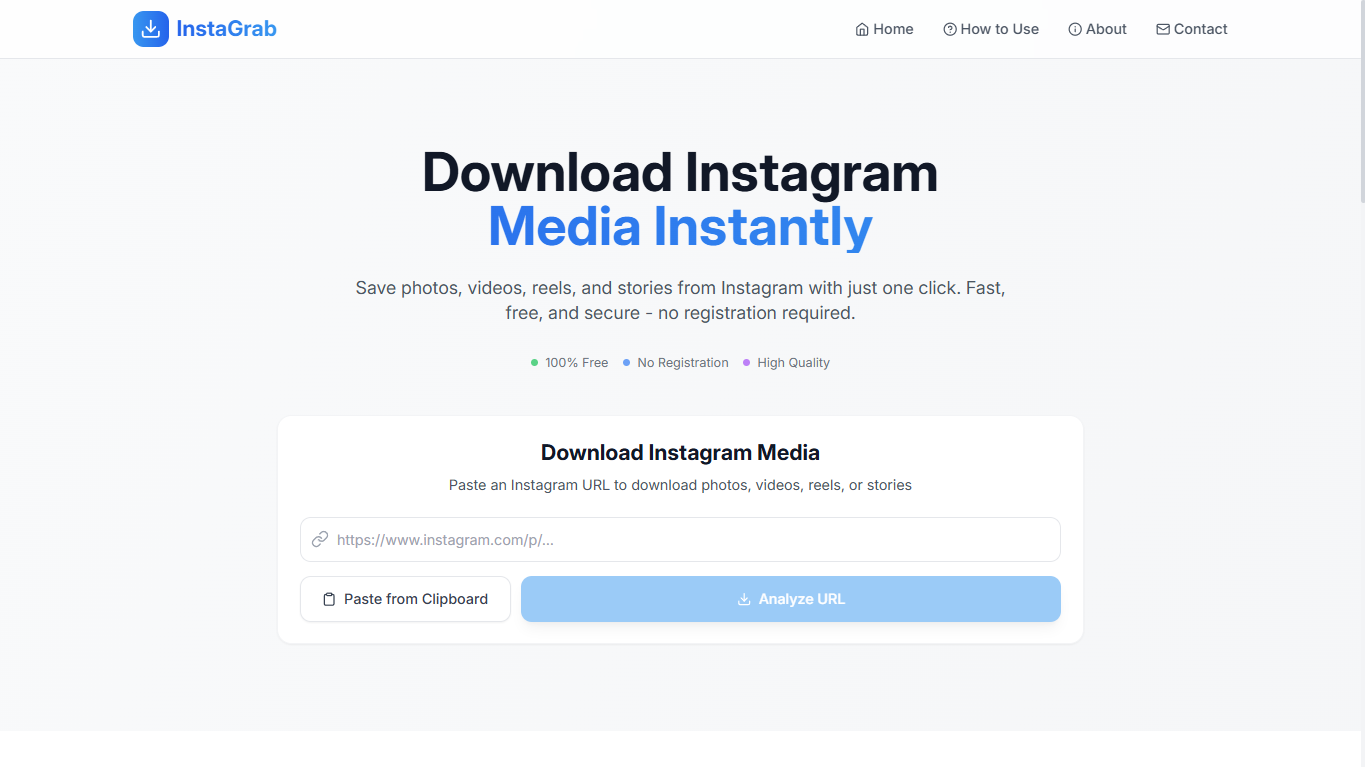 InstaGrab
Home
How to Use
About
Contact
Download Instagram
Media Instantly
Save photos, videos, reels, and stories from Instagram with just one click. Fast,
free, and secure - no registration required.
100% Free
No Registration
High Quality
Download Instagram Media
Paste an Instagram URL to download photos, videos, reels, or stories
https://www.instagram.com/p/...
Paste from Clipboard
Analyze URL